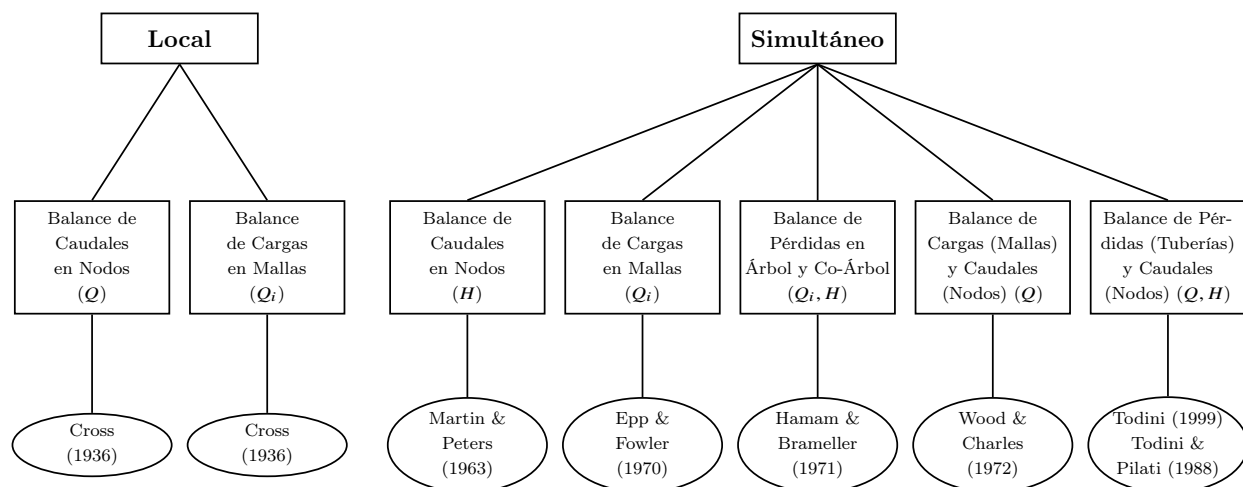 Local
Simultáneo
Balance de
Caudales
en Nodos
(Q)
Balance
de Cargas
en Mallas
(Qi)
Balance de
Caudales
en Nodos
(H)
Balance
de Cargas
en Mallas
(Qi)
Balance de
Pérdidas en
Árbol y Co-Árbol
(Qi, H)
Balance de
Cargas (Mallas)
y Caudales
(Nodos) (Q)
Balance de Pér-
didas (Tuberías)
y Caudales
(Nodos) (Q, H)
Cross
(1936)
Cross
(1936)
Martin &
Peters
(1963)
Epp &
Fowler
(1970)
Hamam &
Brameller
(1971)
Wood &
Charles
(1972)
Todini (1999)
Todini &
Pilati (1988)